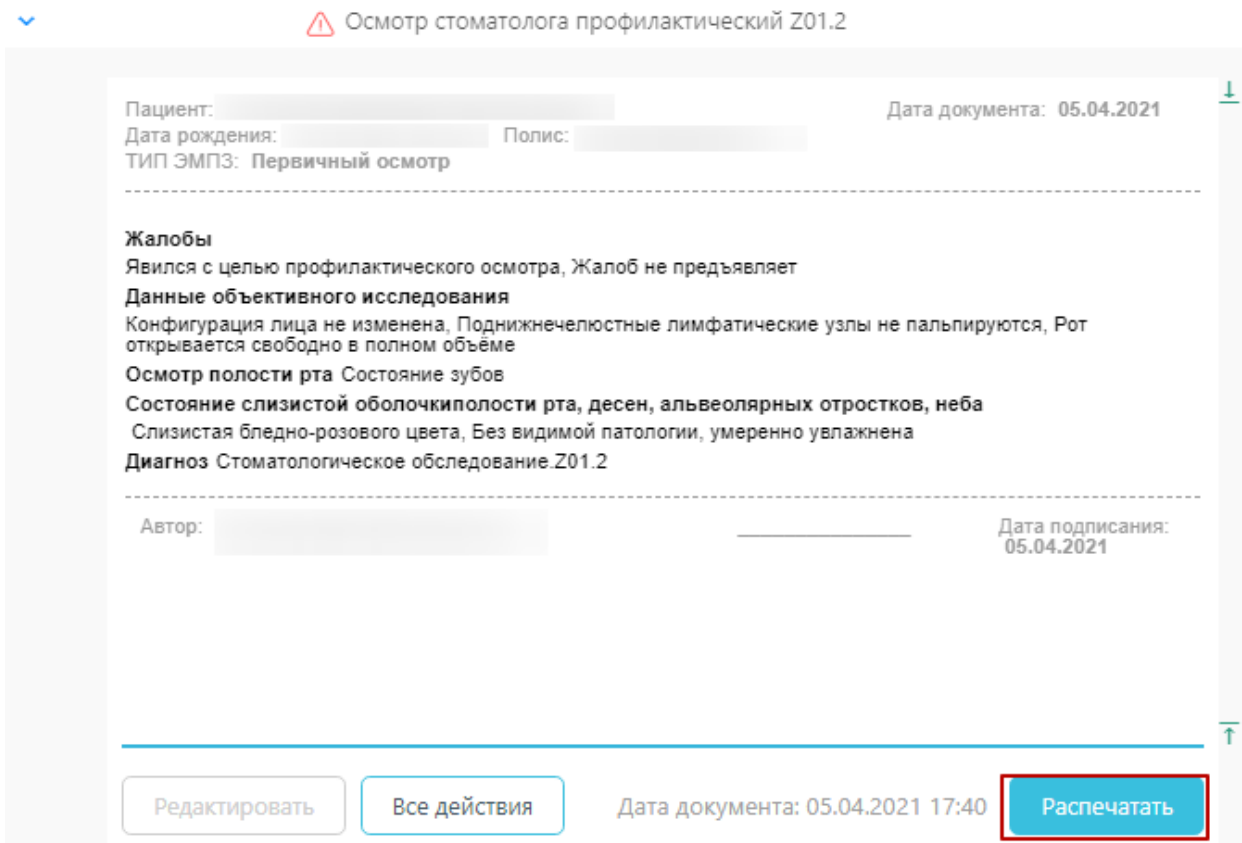 Осмотр стоматолога профилактический Z01.2
Пациент: Дата документа: 05.04.2021
Дата рождения: Полис:
ТИП ЭМПЗ: Первичный осмотр
Жалобы
Явился с целью профилактического осмотра, Жалоб не предъявляет
Данные объективного исследования
Конфигурация лица не изменена, Поднижнечелюстные лимфатические узлы не пальпируются, Рот
открывается свободно в полном объёме
Осмотр полости рта Состояние зубов
Состояние слизистой оболочкиполости рта, десен, альвеолярных отростков, неба
Слизистая бледно-розового цвета, Без видимой патологии, умеренно увлажнена
Диагноз Стоматологическое обследование.Z01.2
Автор: Дата подписания:
05.04.2021
Редактировать Все действия Дата документа: 05.04.2021 17:40 Распечатать